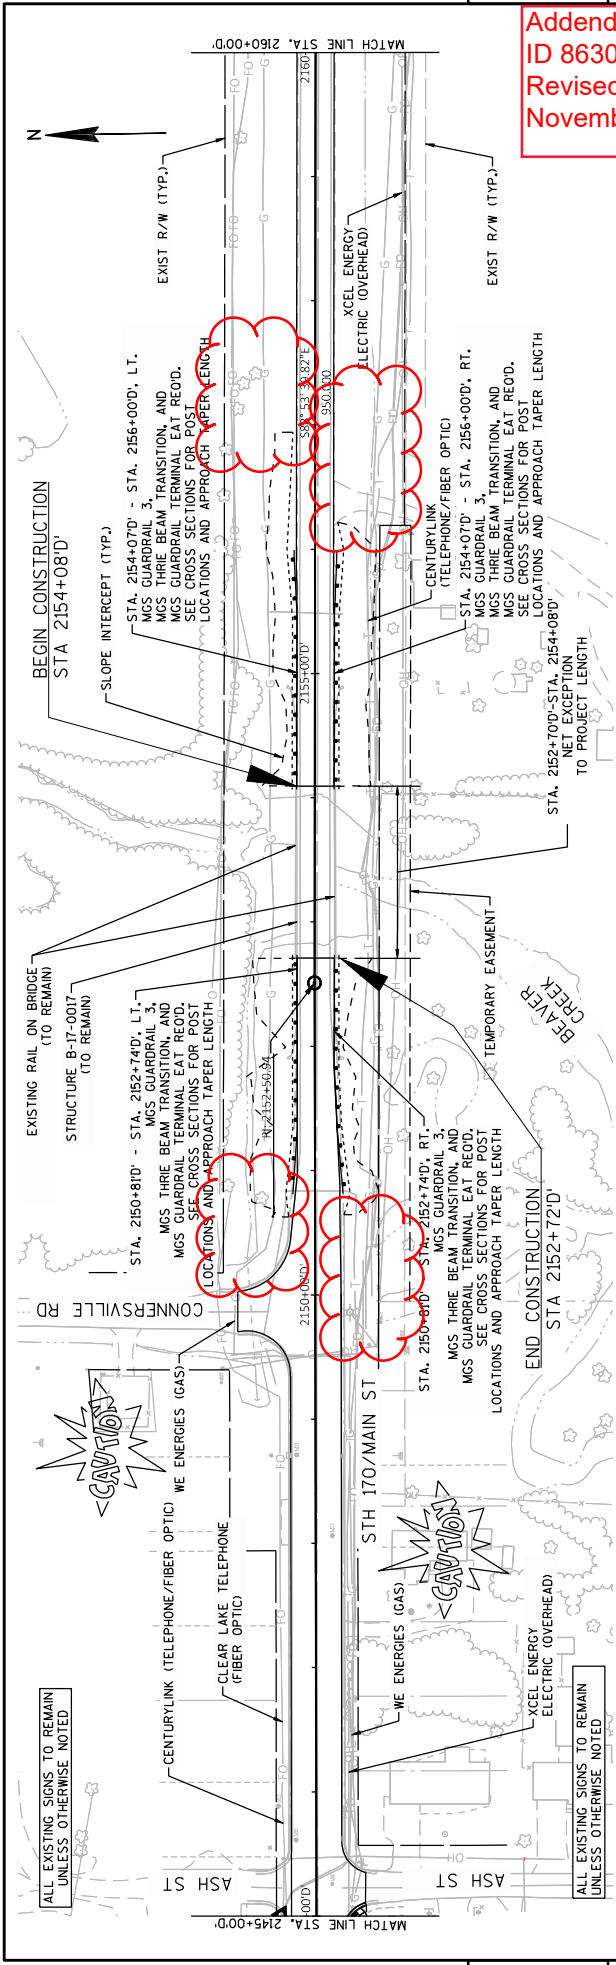 Addend
ID 8630
Revised
Novemb
MATCH LINE STA. 2160+00'D'
2160
N
EXIST R/W (TYP.)
EXIST R/W (TYP.)
XCEL ENERGY
ELECTRIC (OVERHEAD)
BEGIN CONSTRUCTION
STA 2154+08'D'
SLOPE INTERCEPT (TYP.)
STA. 2154+07'D' - STA. 2156+00'D', LT.
MGS GUARDRAIL 3,
MGS THRIE BEAM TRANSITION, AND
MGS GUARDRAIL TERMINAL EAT REQ'D.
SEE CROSS SECTIONS FOR POST
LOCATIONS AND APPROACH TAPER LENGTH
950.000
2155+00'D'
CENTURYLINK
(TELEPHONE/FIBER OPTIC)
STA. 2154+07'D' - STA. 2156+00'D', RT.
MGS GUARDRAIL 3,
MGS THRIE BEAM TRANSITION, AND
MGS GUARDRAIL TERMINAL EAT REQ'D.
SEE CROSS SECTIONS FOR POST
LOCATIONS AND APPROACH TAPER LENGTH
STA. 2152+70'D'-STA. 2154+08'D'
NET EXCEPTION
TO PROJECT LENGTH
EXISTING RAIL ON BRIDGE
(TO REMAIN)
STRUCTURE B-17-0017
(TO REMAIN)
STA. 2150+81'D' - STA. 2152+74'D', LT.
MGS GUARDRAIL 3,
MGS THRIE BEAM TRANSITION, AND
MGS GUARDRAIL TERMINAL EAT REQ'D.
SEE CROSS SECTIONS FOR POST
LOCATIONS AND APPROACH TAPER LENGTH
2152+50.94
TEMPORARY EASEMENT
BEAVER
CREEK
STA. 2150+81'D' - STA. 2152+74'D', RT.
MGS GUARDRAIL 3,
MGS THRIE BEAM TRANSITION, AND
MGS GUARDRAIL TERMINAL EAT REQ'D.
SEE CROSS SECTIONS FOR POST
LOCATIONS AND APPROACH TAPER LENGTH
END CONSTRUCTION
STA 2152+72'D'
2150+00'D'
CONNERSVILLE RD
WE ENERGIES (GAS)
CAUTION
STH 170/MAIN ST
CAUTION
CENTURYLINK (TELEPHONE/FIBER OPTIC)
CLEAR LAKE TELEPHONE
(FIBER OPTIC)
WE ENERGIES (GAS)
XCEL ENERGY
ELECTRIC (OVERHEAD)
ALL EXISTING SIGNS TO REMAIN
UNLESS OTHERWISE NOTED
ALL EXISTING SIGNS TO REMAIN
UNLESS OTHERWISE NOTED
ASH ST
ASH ST
+00'D'
MATCH LINE STA. 2145+00'D'